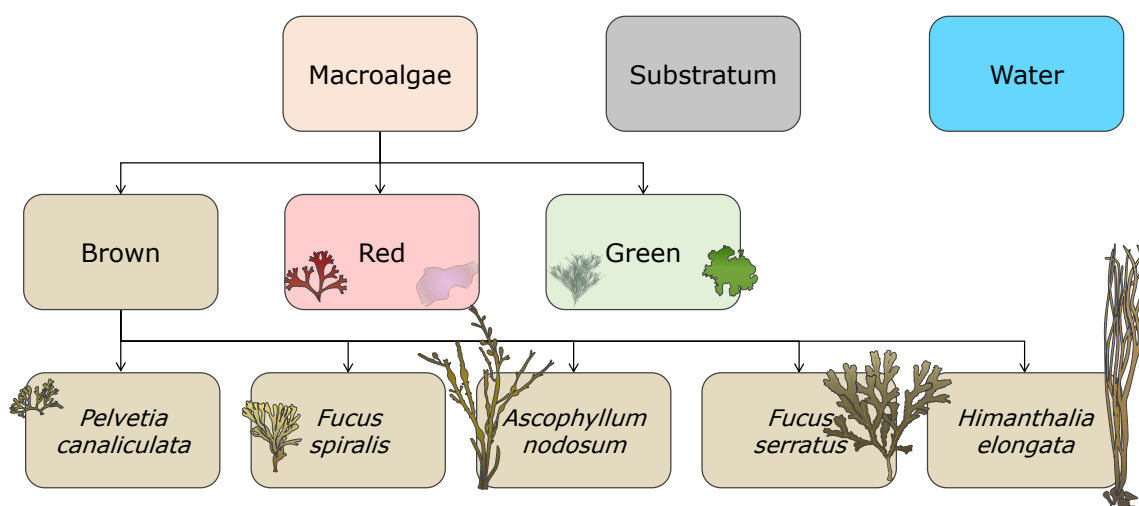 Macroalgae
Substratum
Water
Brown
Red
Green
Pelvetia
canaliculata
Fucus
spiralis
Ascophyllum
nodosum
Fucus
serratus
Himanthalia
elongata